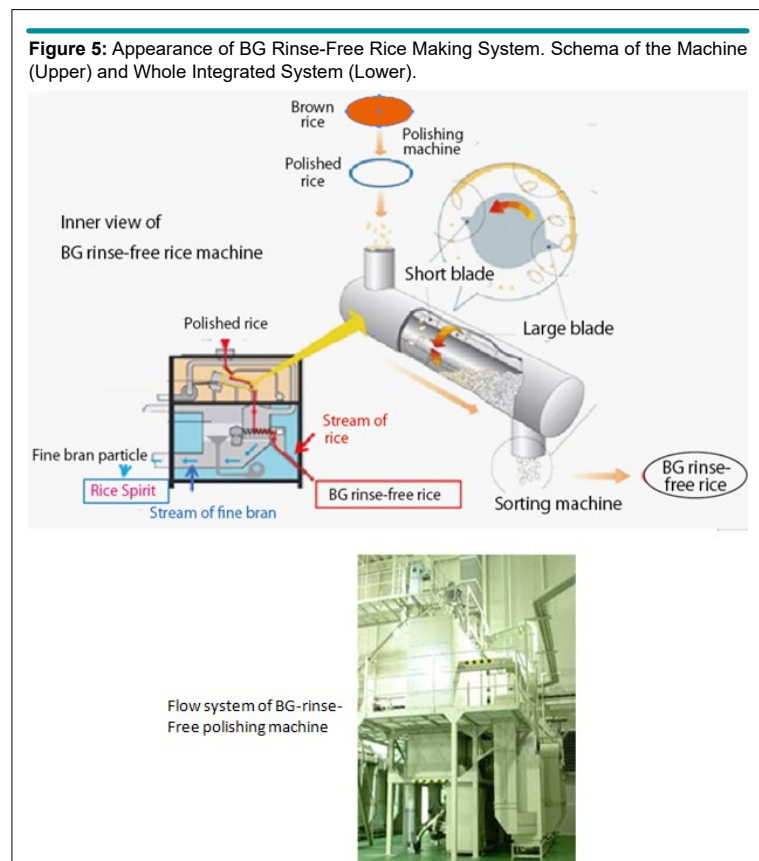 Figure 5: Appearance of BG Rinse-Free Rice Making System. Schema of the Machine
(Upper) and Whole Integrated System (Lower).
Brown
rice
Polishing
machine
Polished
rice
Inner view of
BG rinse-free rice machine
Short blade
Large blade
Polished rice
Stream of
rice
Fine bran particle
Rice Spirit
Stream of fine bran
BG rinse-free rice
Sorting machine
BG rinse-
free rice
Flow system of BG-rinse-
Free polishing machine